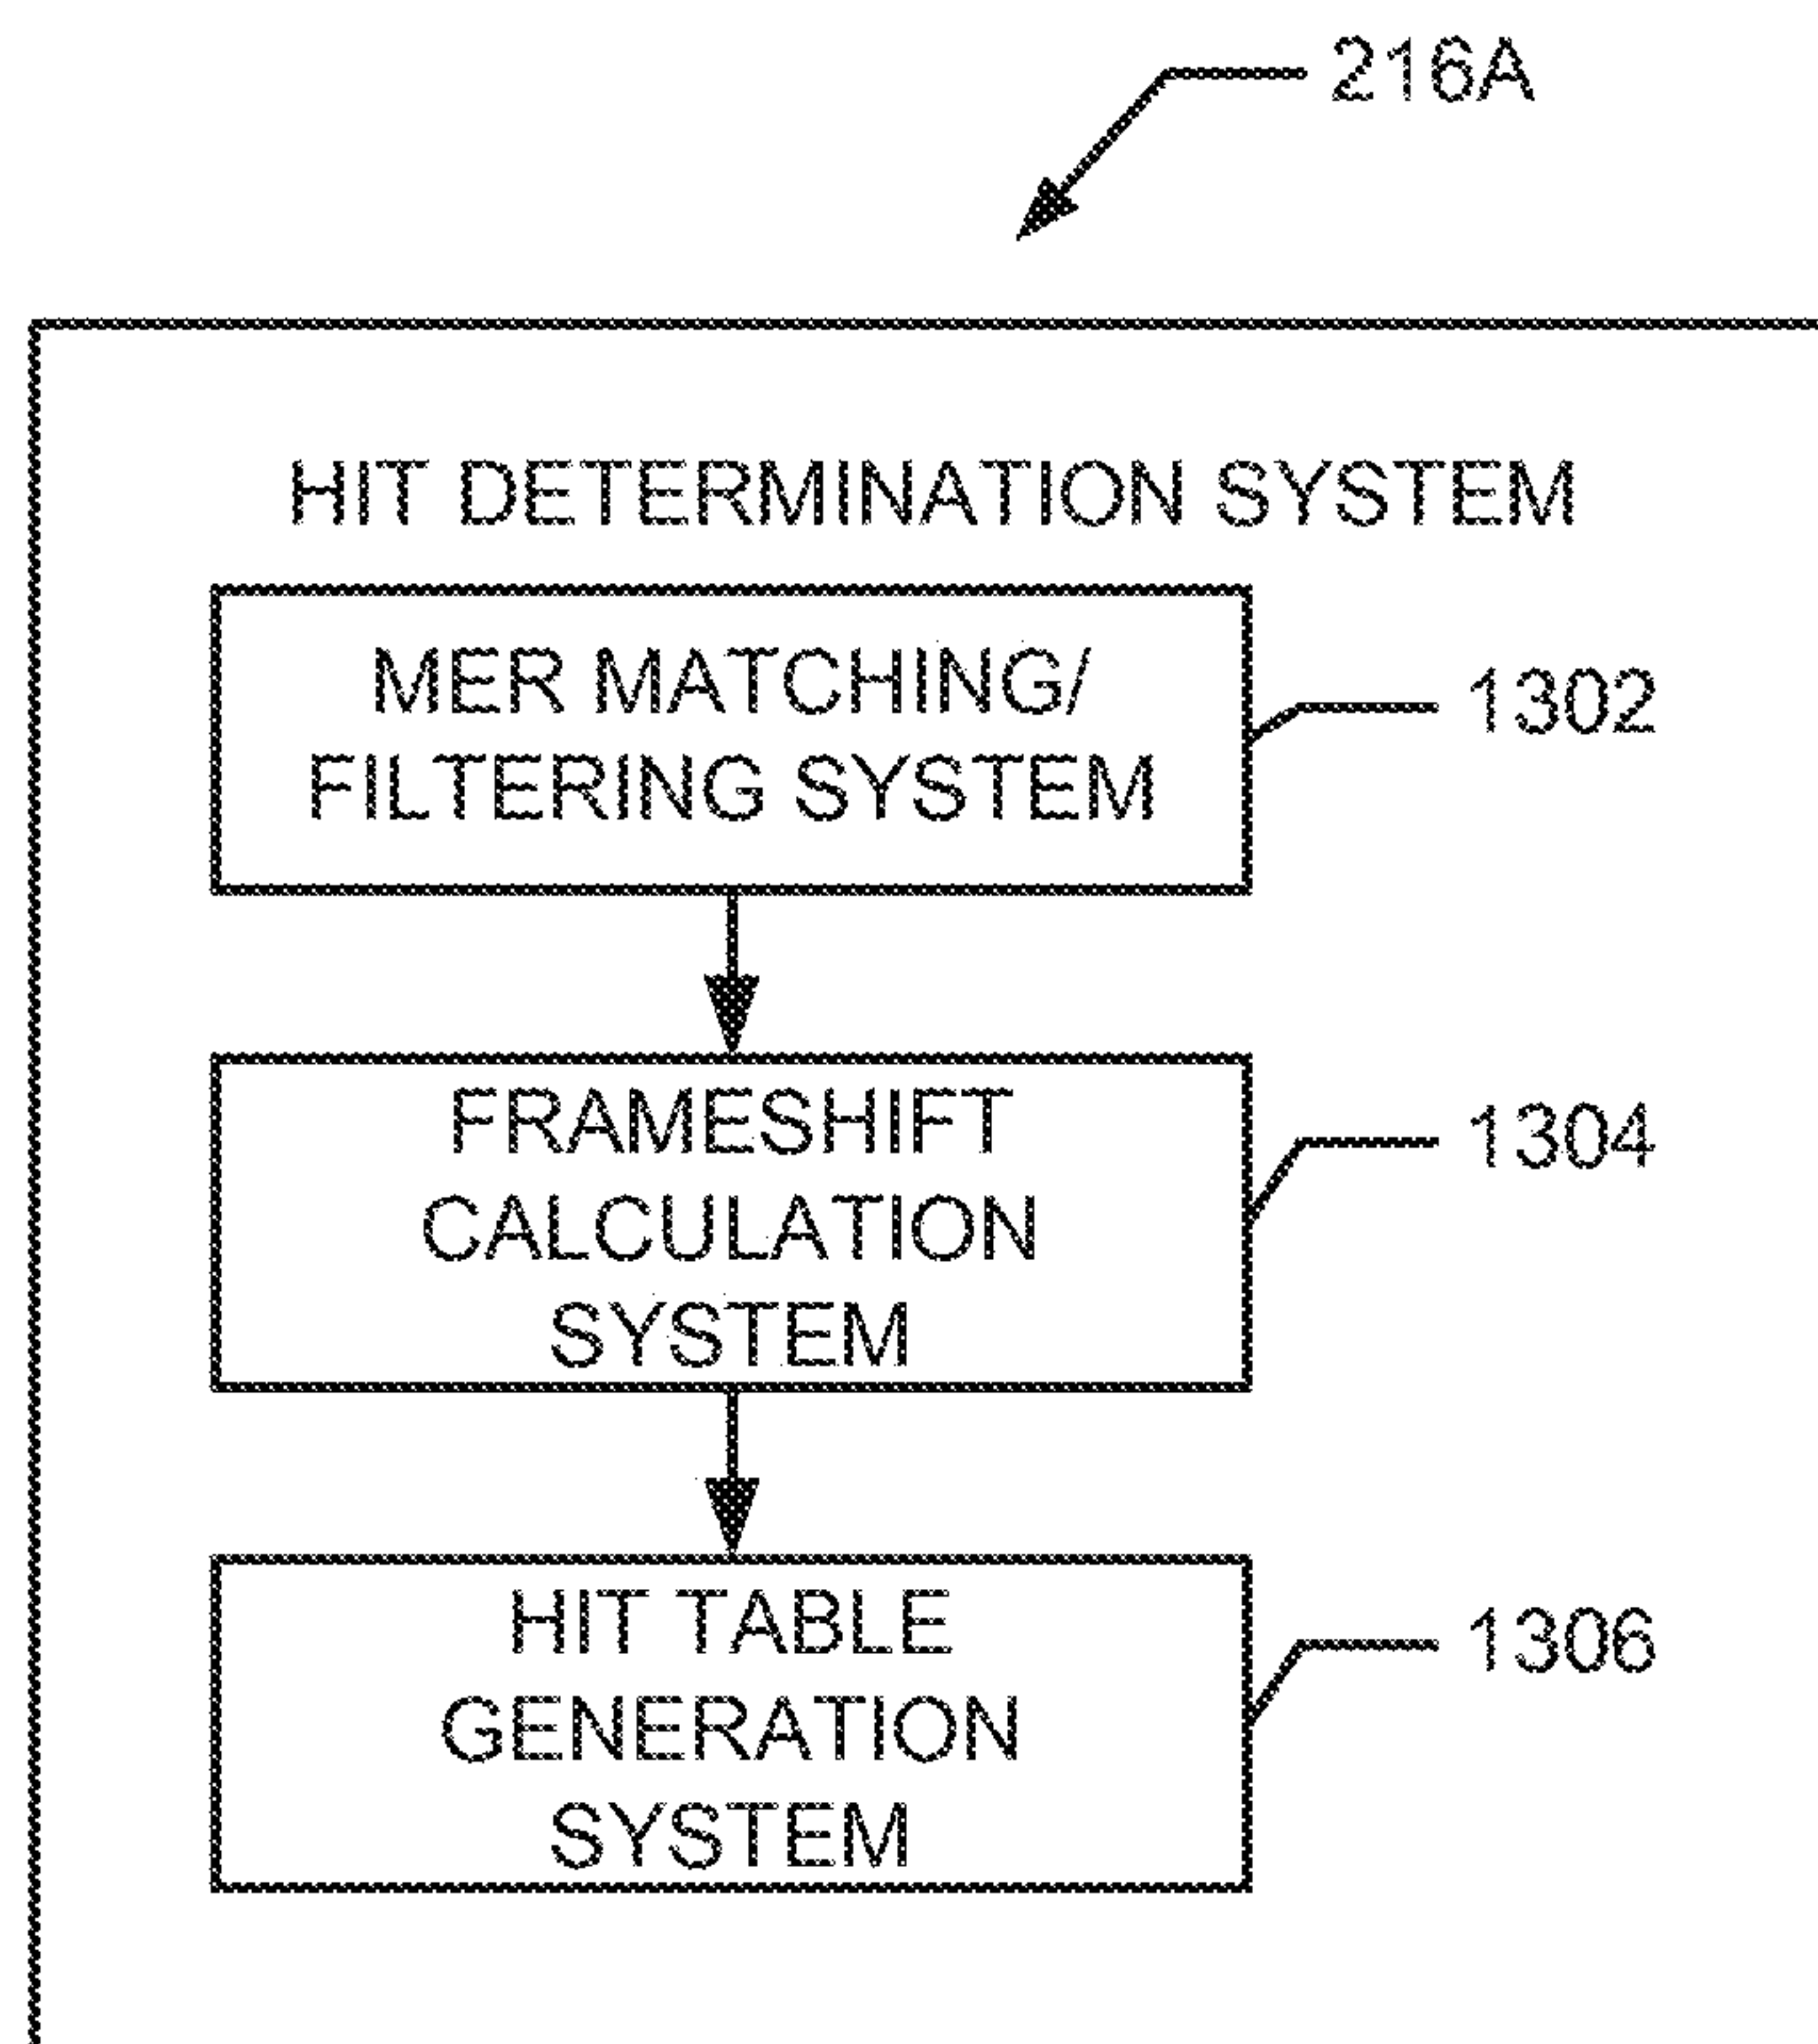 216A
HIT DETERMINATION SYSTEM
MER MATCHING/
FILTERING SYSTEM
1302
FRAMESHIFT
CALCULATION
SYSTEM
1304
HIT TABLE
GENERATION
SYSTEM
1306